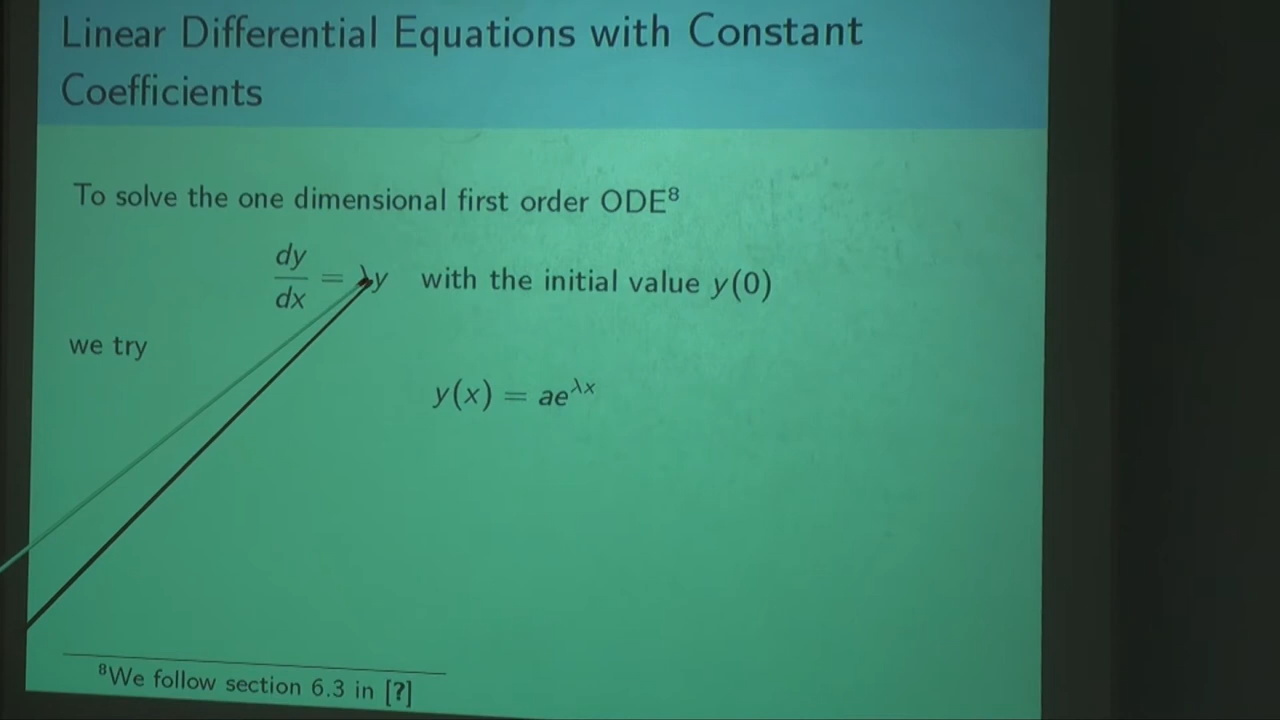 Linear Differential Equations with Constant
Coefficients
To solve the one dimensional first order ODE⁸
dy/dx = λy with the initial value y(0)
we try
y(x) = ae^{λx}
⁸We follow section 6.3 in [?]